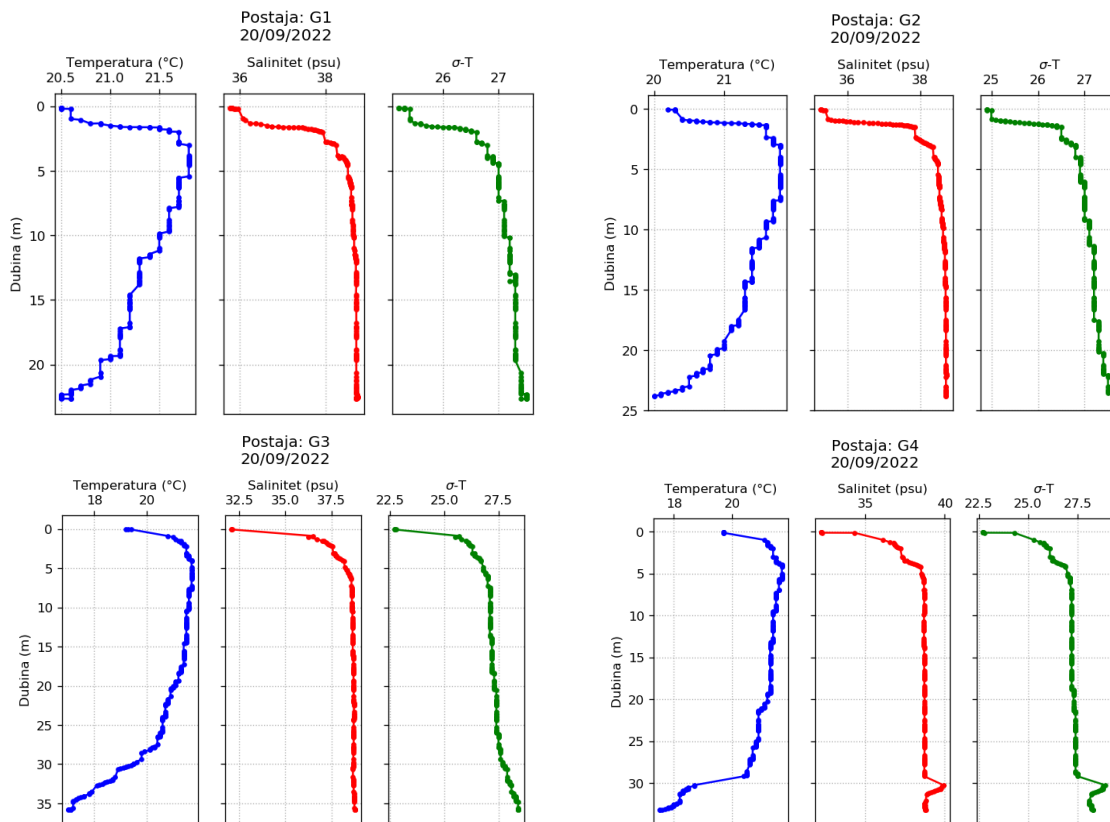 Postaja: G1
20/09/2022
Temperatura (°C) Salinitet (psu) σ-T
20.5 21.0 21.5 36 38 26 27
0
5
10
15
20
Dubina (m)
Postaja: G2
20/09/2022
Temperatura (°C) Salinitet (psu) σ-T
20 21 36 38 25 26 27
0
5
10
15
20
25
Dubina (m)
Postaja: G3
20/09/2022
Temperatura (°C) Salinitet (psu) σ-T
18 20 32.5 35.0 37.5 22.5 25.0 27.5
0
5
10
15
20
25
30
35
Dubina (m)
Postaja: G4
20/09/2022
Temperatura (°C) Salinitet (psu) σ-T
18 20 35 40 22.5 25.0 27.5
0
5
10
15
20
25
30
Dubina (m)